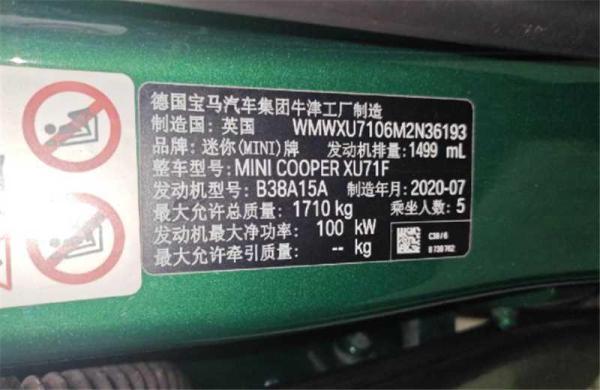 德国宝马汽车集团牛津工厂制造
制造国: 英国 WMWXU7106M2N36193
品牌: 迷你(MINI)牌 发动机排量: 1499 mL
整车型号: MINI COOPER XU71F
发动机型号: B38A15A 制造年月: 2020-07
最大允许总质量: 1710 kg 乘坐人数: 5
发动机最大净功率: 100 kW
最大允许牵引质量: -- kg